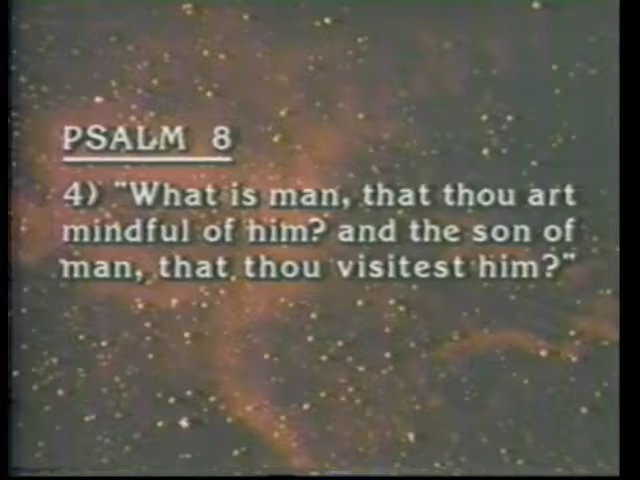 PSALM 8
4) "What is man, that thou art
mindful of him? and the son of
man, that thou visitest him?"